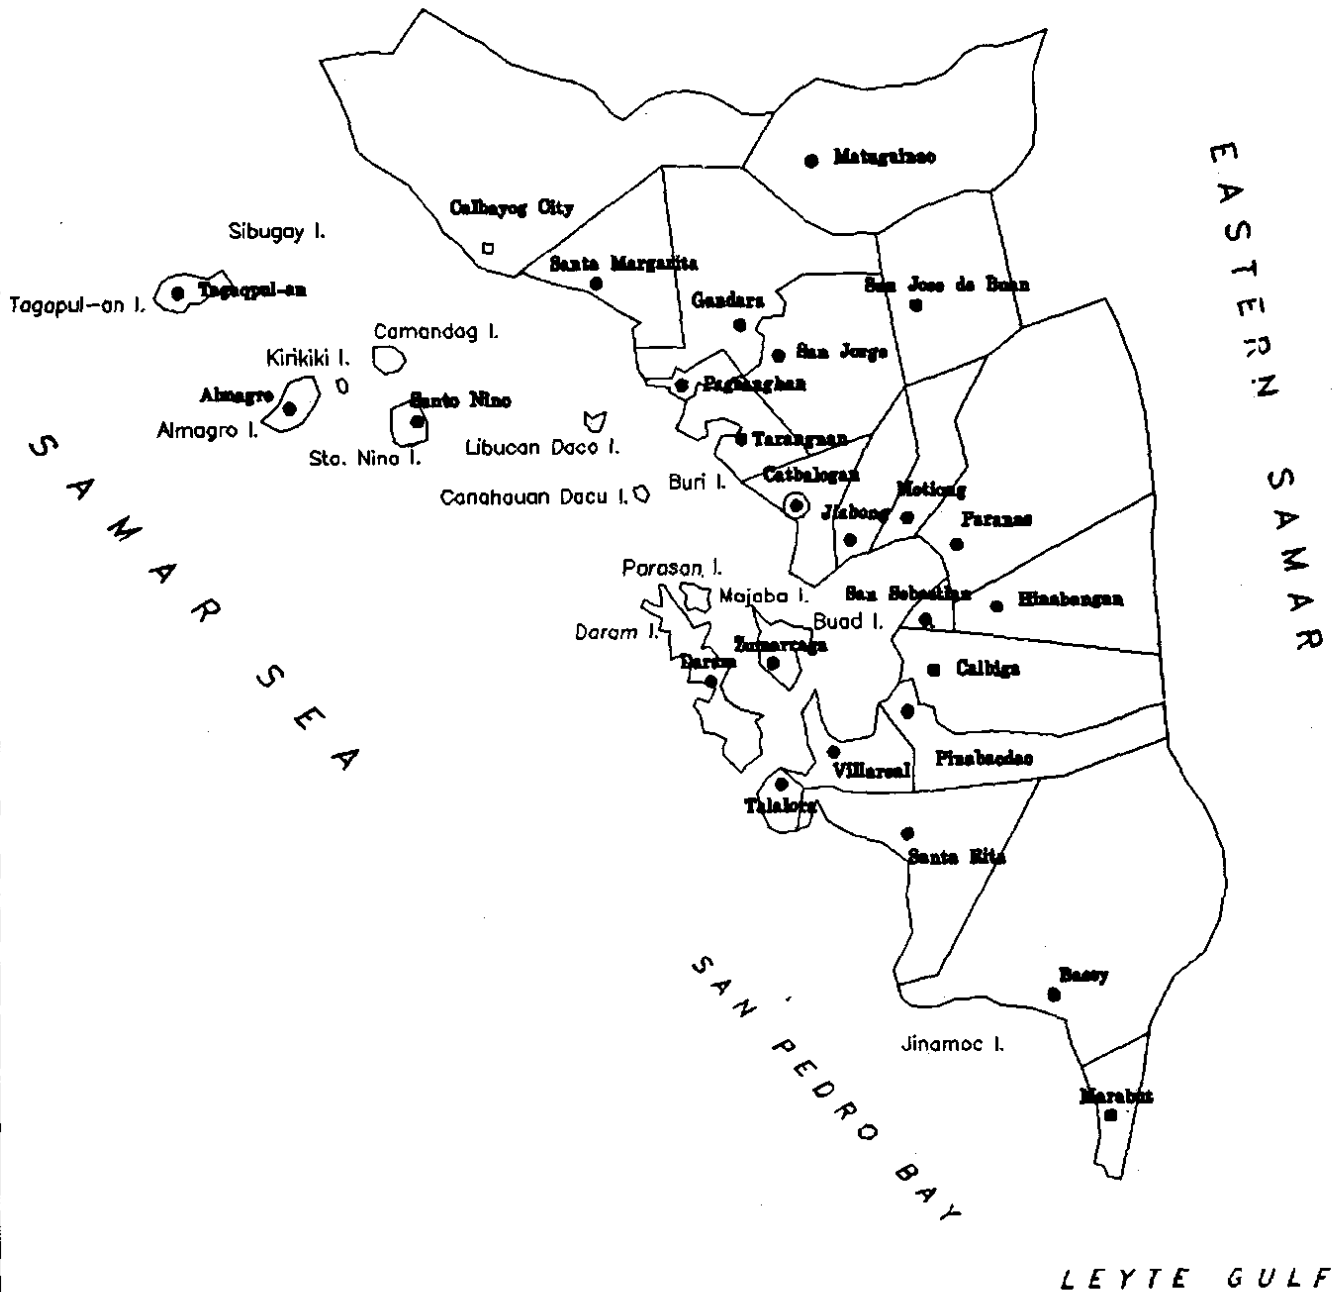 Matuguinao
EASTERN SAMAR
Calbayog City
Sibugay I.
Santa Margarita
San Jose de Buan
Tagaqpul-an
Tagapul-an I.
Gandara
Camandag I.
San Jorge
Kirikiki I.
Pagsanghan
Almagro
Santo Nino
Almagro I.
Tarangnan
Libucan Daco I.
Sta. Nino I.
Catbalogan
Buri I.
Canahauan Dacu I.
Motiong
Jiabong
Paranas
SAMAR SEA
Parasan I.
Majaba I.
San Sebastian
Hinabangan
Buad I.
Daram I.
Zumarraga
Daram
Calbiga
Pinabacdao
Villareal
Talalora
Santa Rita
Basey
SAN PEDRO BAY
Jinamoc I.
Marabut
LEYTE GULF